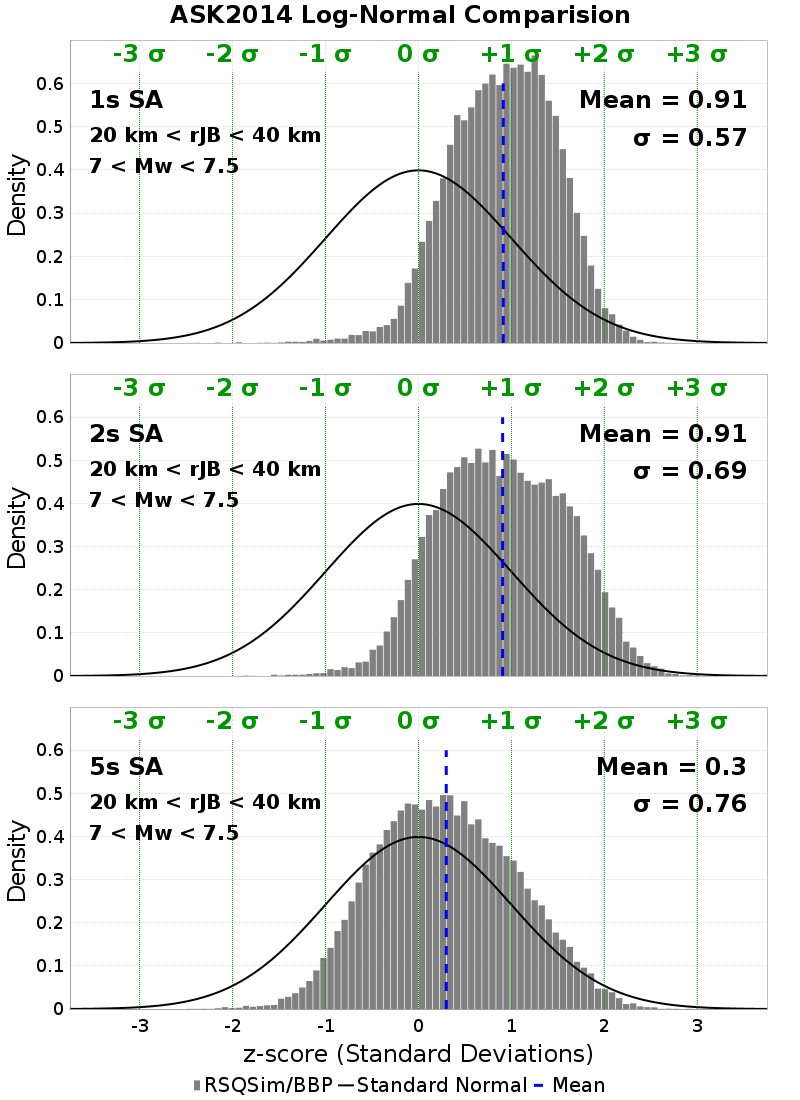 ASK2014 Log-Normal Comparision
-3 σ -2 σ -1 σ 0 σ +1 σ +2 σ +3 σ
1s SA
20 km < rJB < 40 km
7 < Mw < 7.5
Mean = 0.91
σ = 0.57
Density
0.6
0.5
0.4
0.3
0.2
0.1
0
-3 σ -2 σ -1 σ 0 σ +1 σ +2 σ +3 σ
2s SA
20 km < rJB < 40 km
7 < Mw < 7.5
Mean = 0.91
σ = 0.69
Density
0.6
0.5
0.4
0.3
0.2
0.1
0
-3 σ -2 σ -1 σ 0 σ +1 σ +2 σ +3 σ
5s SA
20 km < rJB < 40 km
7 < Mw < 7.5
Mean = 0.3
σ = 0.76
Density
0.6
0.5
0.4
0.3
0.2
0.1
0
-3 -2 -1 0 1 2 3
z-score (Standard Deviations)
RSQSim/BBP Standard Normal Mean